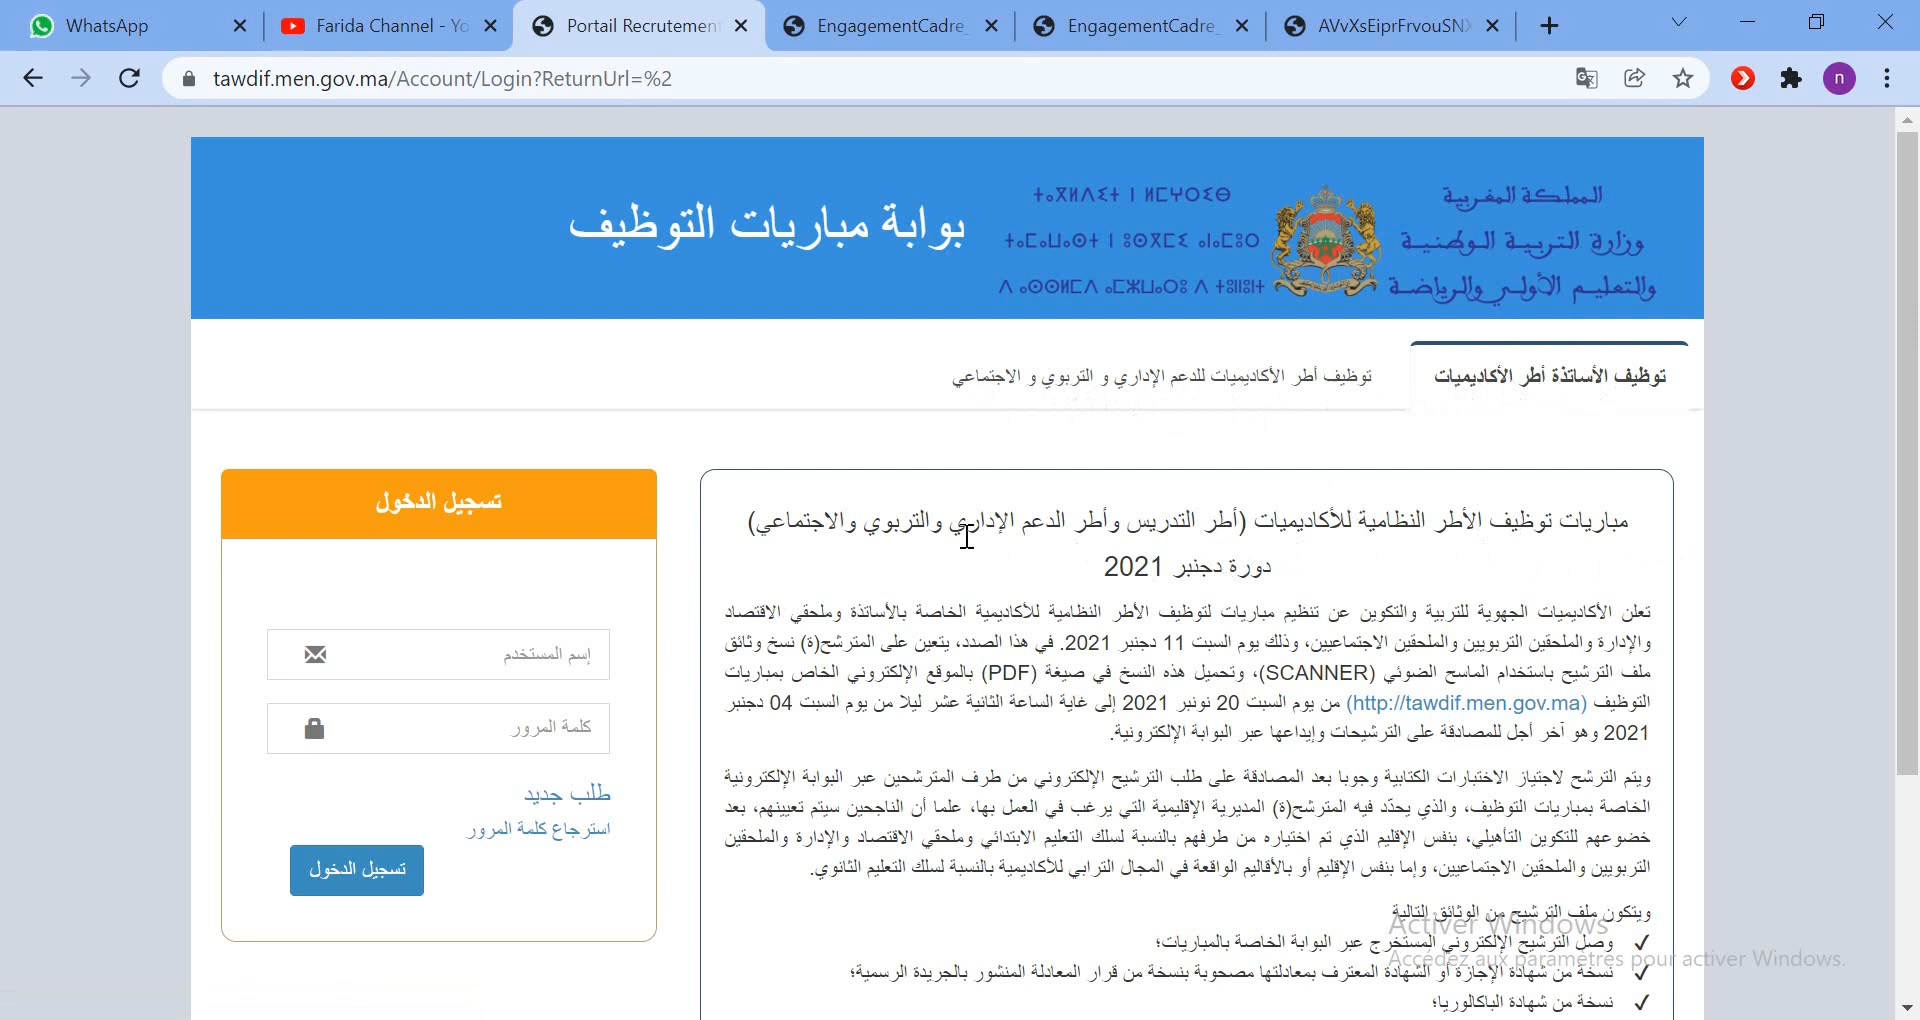 WhatsApp
Farida Channel - Yo
Portail Recrutemen
EngagementCadre_
EngagementCadre_
AVvXsEiprFrvouSNX
tawdif.men.gov.ma/Account/Login?ReturnUrl=%2
n
المملكة المغربية
وزارة التربية الوطنية
والتعليم الأولي والرياضة
ⵜⴰⴳⵍⴷⵉⵜ ⵏ ⵍⵎⵖⵔⵉⴱ
ⵜⴰⵎⴰⵡⴰⵙⵜ ⵏ ⵓⵙⴳⵎⵉ ⴰⵏⴰⵎⵓⵔ
ⴷ ⵓⵙⵙⵍⵎⴷ ⴰⵎⵣⵡⴰⵔⵓ ⴷ ⵜⵓⵏⵏⵓⵏⵜ
بوابة مباريات التوظيف
توظيف الأساتذة أطر الأكاديميات
توظيف أطر الأكاديميات للدعم الإداري و التربوي و الاجتماعي
مباريات توظيف الأطر النظامية للأكاديميات (أطر التدريس وأطر الدعم الإداري والتربوي والاجتماعي)
دورة دجنبر 2021
تعلن الأكاديميات الجهوية للتربية والتكوين عن تنظيم مباريات لتوظيف الأطر النظامية للأكاديمية الخاصة بالأساتذة وملحقي الاقتصاد
والإدارة والملحقين التربويين والملحقين الاجتماعيين، وذلك يوم السبت 11 دجنبر 2021. في هذا الصدد، يتعين على المترشح(ة) نسخ وثائق
ملف الترشيح باستخدام الماسح الضوئي (SCANNER)، وتحميل هذه النسخ في صيغة (PDF) بالموقع الإلكتروني الخاص بمباريات
التوظيف (http://tawdif.men.gov.ma) من يوم السبت 20 نونبر 2021 إلى غاية الساعة الثانية عشر ليلا من يوم السبت 04 دجنبر
2021 وهو آخر أجل للمصادقة على الترشيحات وإيداعها عبر البوابة الإلكترونية.
ويتم الترشح لاجتياز الاختبارات الكتابية وجوبا بعد المصادقة على طلب الترشيح الإلكتروني من طرف المترشحين عبر البوابة الإلكترونية
الخاصة بمباريات التوظيف، والذي يحدّد فيه المترشح(ة) المديرية الإقليمية التي يرغب في العمل بها، علما أن الناجحين سيتم تعيينهم، بعد
خضوعهم للتكوين التأهيلي، بنفس الإقليم الذي تم اختياره من طرفهم بالنسبة لسلك التعليم الابتدائي وملحقي الاقتصاد والإدارة والملحقين
التربويين والملحقين الاجتماعيين، وإما بنفس الإقليم أو بالأقاليم الواقعة في المجال الترابي للأكاديمية بالنسبة لسلك التعليم الثانوي.
ويتكون ملف الترشيح من الوثائق التالية
✓ وصل الترشيح الإلكتروني المستخرج عبر البوابة الخاصة بالمباريات؛
✓ نسخة من شهادة الإجازة أو الشهادة المعترف بمعادلتها مصحوبة بنسخة من قرار المعادلة المنشور بالجريدة الرسمية؛
✓ نسخة من شهادة الباكالوريا؛
تسجيل الدخول
إسم المستخدم
كلمة المرور
طلب جديد
استرجاع كلمة المرور
تسجيل الدخول
Activer Windows
Accédez aux paramètres pour activer Windows.